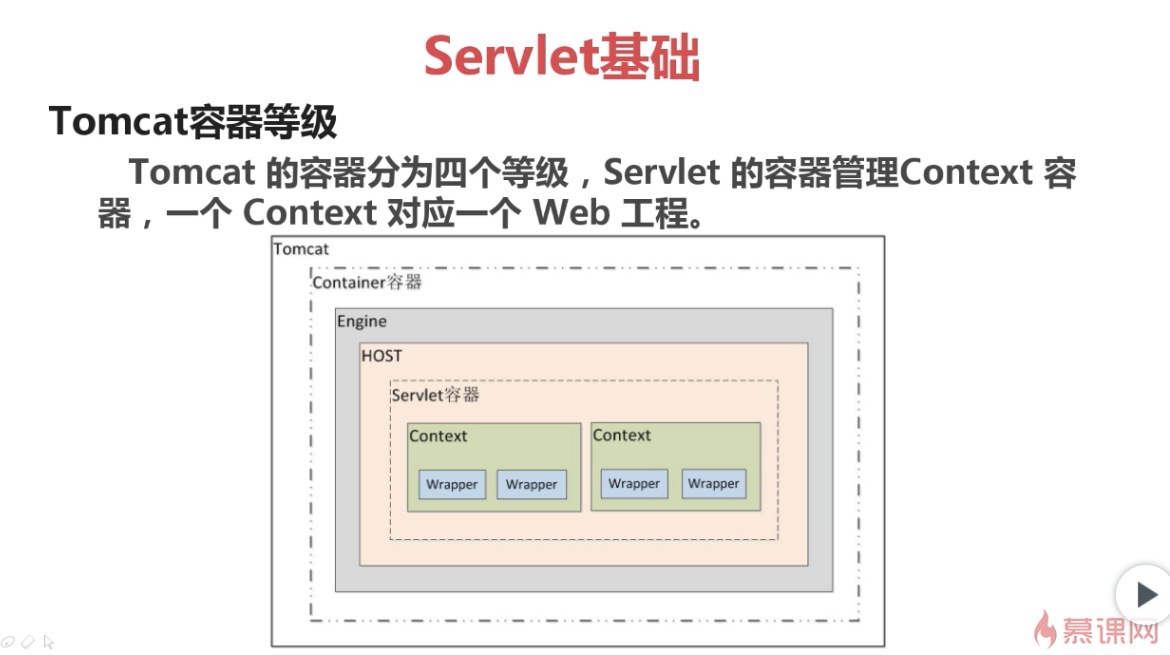 Servlet基础
Tomcat容器等级
Tomcat 的容器分为四个等级，Servlet 的容器管理Context 容
器，一个 Context 对应一个 Web 工程。
Tomcat
Container容器
Engine
HOST
Servlet容器
Context
Context
Wrapper
Wrapper
Wrapper
Wrapper
慕课网